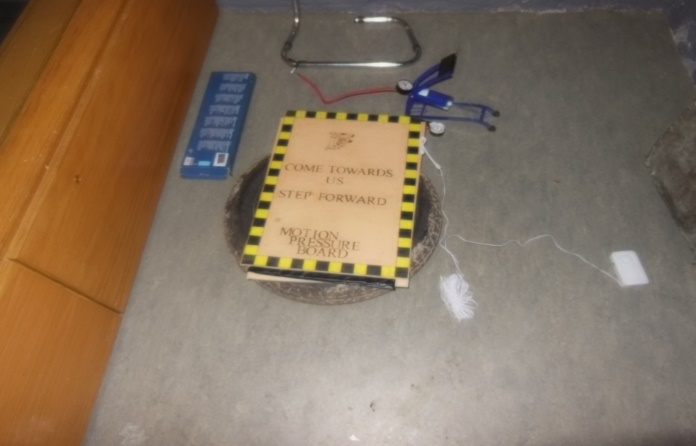 COME TOWARDS
US
STEP FORWARD
MOTION
PRESSURE
BOARD